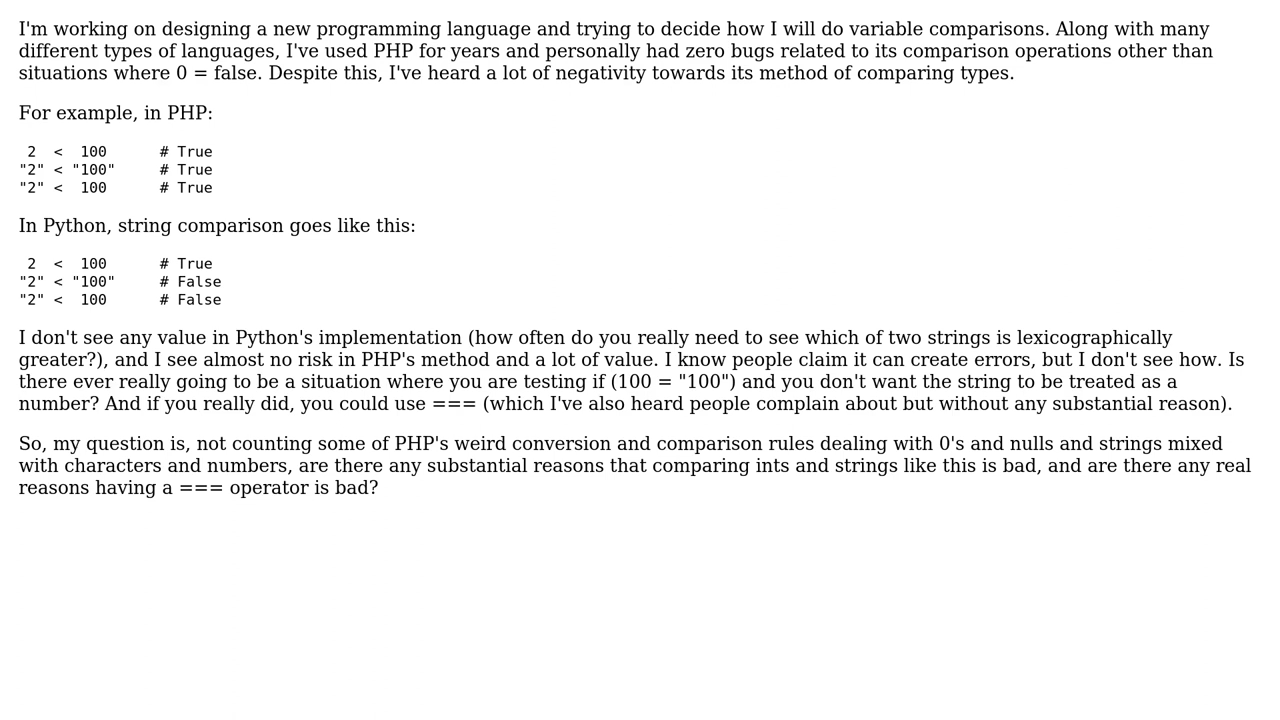 I'm working on designing a new programming language and trying to decide how I will do variable comparisons. Along with many
different types of languages, I've used PHP for years and personally had zero bugs related to its comparison operations other than
situations where 0 = false. Despite this, I've heard a lot of negativity towards its method of comparing types.
For example, in PHP:
 2  <  100      # True
"2" < "100"     # True
"2" <  100      # True
In Python, string comparison goes like this:
 2  <  100      # True
"2" < "100"     # False
"2" <  100      # False
I don't see any value in Python's implementation (how often do you really need to see which of two strings is lexicographically
greater?), and I see almost no risk in PHP's method and a lot of value. I know people claim it can create errors, but I don't see how. Is
there ever really going to be a situation where you are testing if (100 = "100") and you don't want the string to be treated as a
number? And if you really did, you could use === (which I've also heard people complain about but without any substantial reason).
So, my question is, not counting some of PHP's weird conversion and comparison rules dealing with 0's and nulls and strings mixed
with characters and numbers, are there any substantial reasons that comparing ints and strings like this is bad, and are there any real
reasons having a === operator is bad?